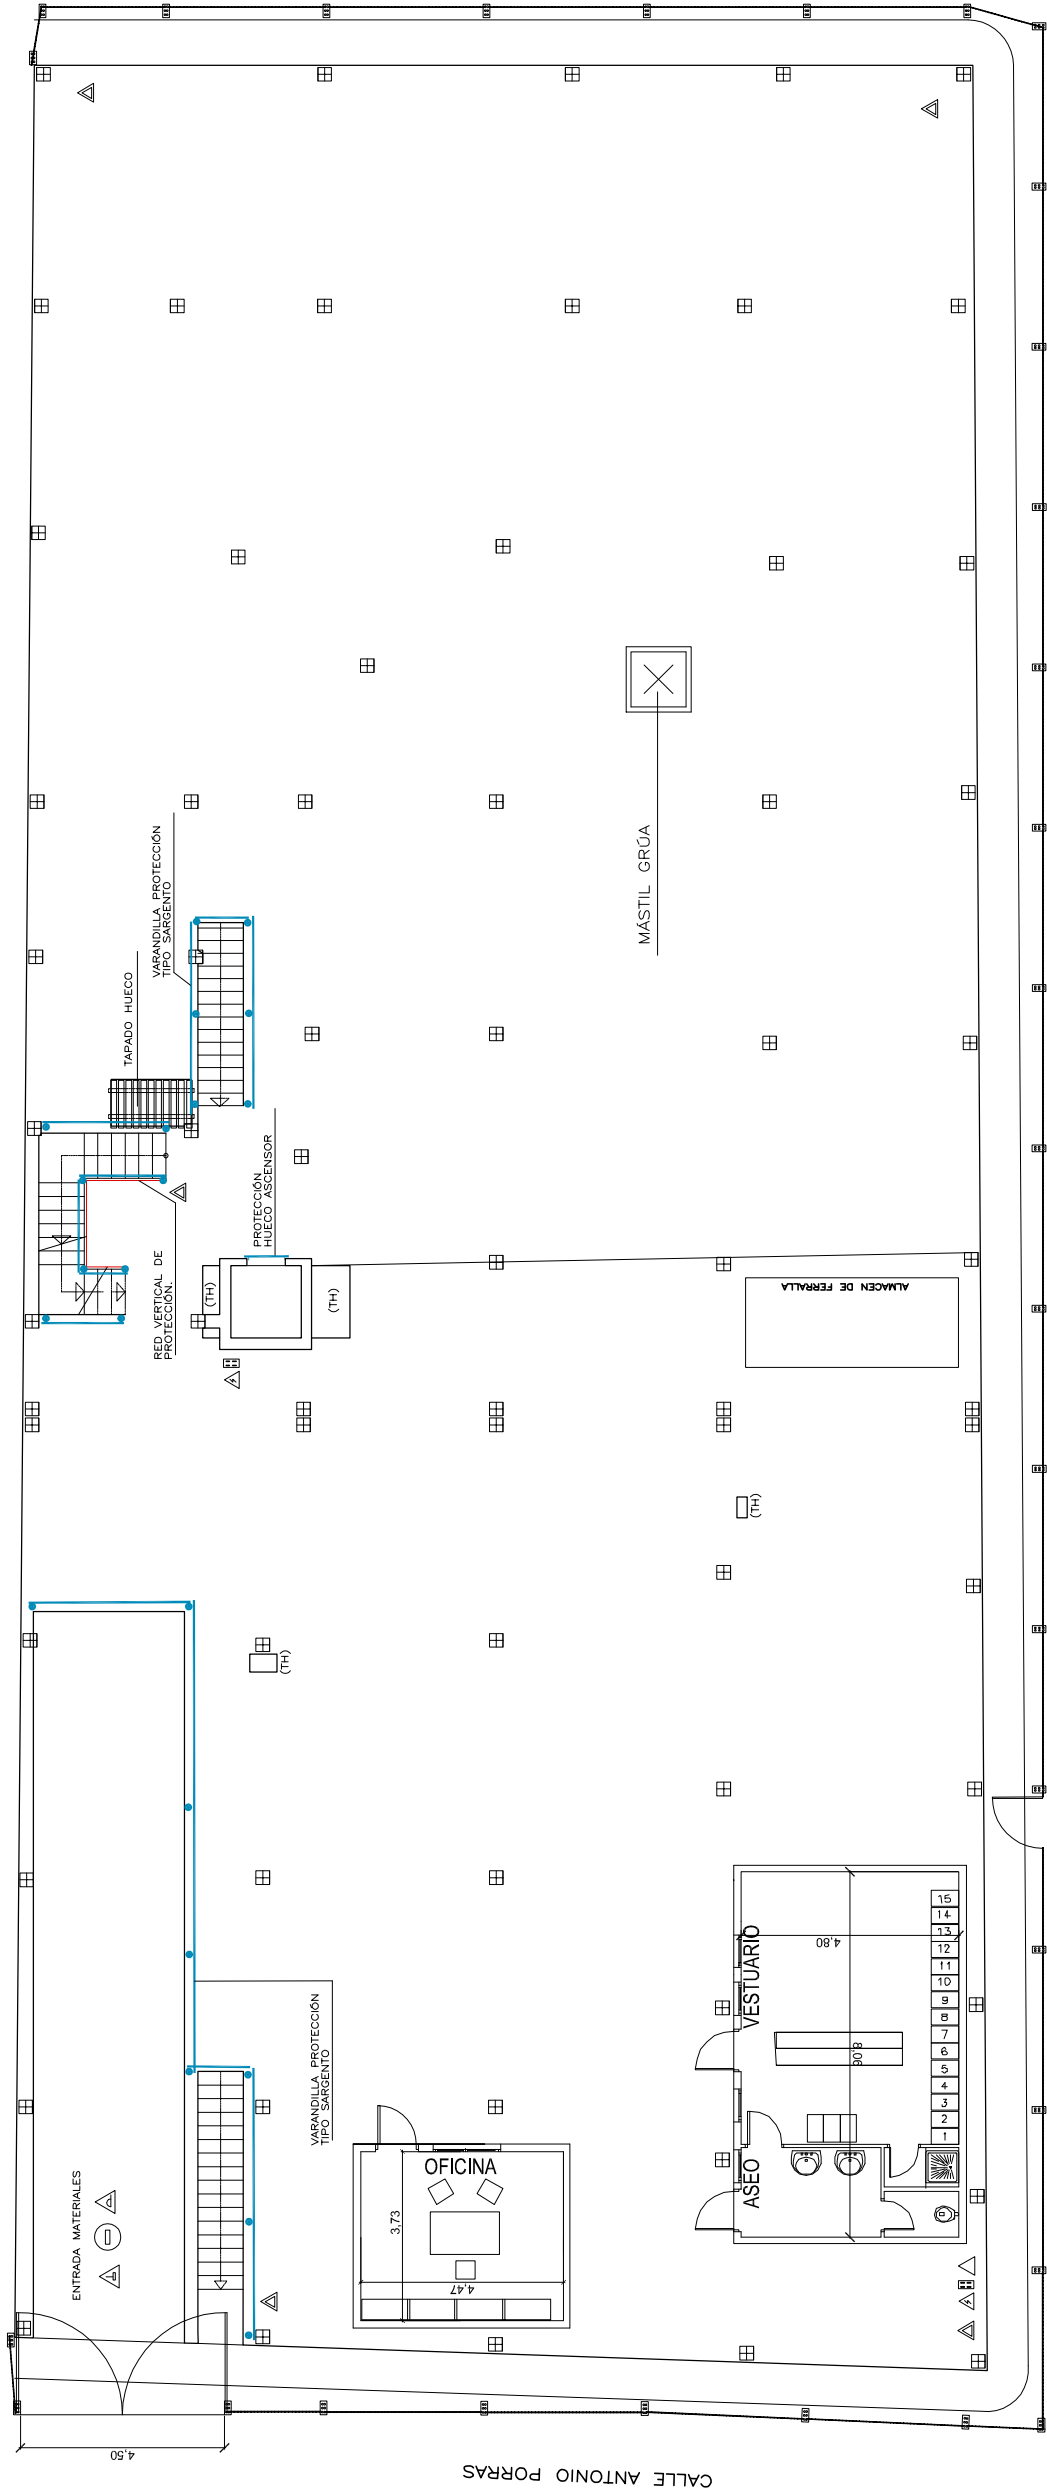 VARANDILLA PROTECCIÓN
TIPO SARGENTO
TAPADO HUECO
MÁSTIL GRÚA
PROTECCIÓN
HUECO ASCENSOR
RED VERTICAL DE
PROTECCIÓN.
(TH)
(TH)
ALMACEN DE FERRALLA
(TH)
(TH)
VARANDILLA PROTECCIÓN
TIPO SARGENTO
ENTRADA MATERIALES
OFICINA
3,73
4,47
VESTUARIO
ASEO
4,80
8,06
15
14
13
12
11
10
9
8
7
6
5
4
3
2
1
4,50
CALLE ANTONIO PORRAS